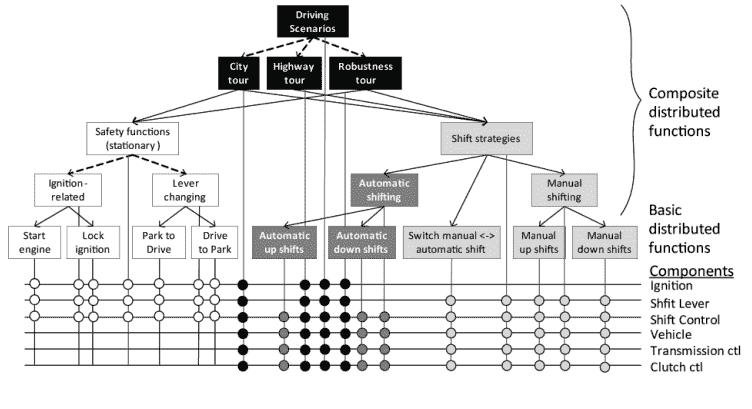 Driving
Scenarios
City
tour
Highway
tour
Robustness
tour
Composite
distributed
functions
Safety functions
(stationary )
Shift strategies
Ignition-
related
Lever
changing
Automatic
shifting
Manual
shifting
Basic
distributed
functions
Start
engine
Lock
ignition
Park to
Drive
Drive
to Park
Automatic
up shifts
Automatic
down shifts
Switch manual <->
automatic shift
Manual
up shifts
Manual
down shifts
Components
Ignition
Shfit Lever
Shift Control
Vehicle
Transmission ctl
Clutch ctl